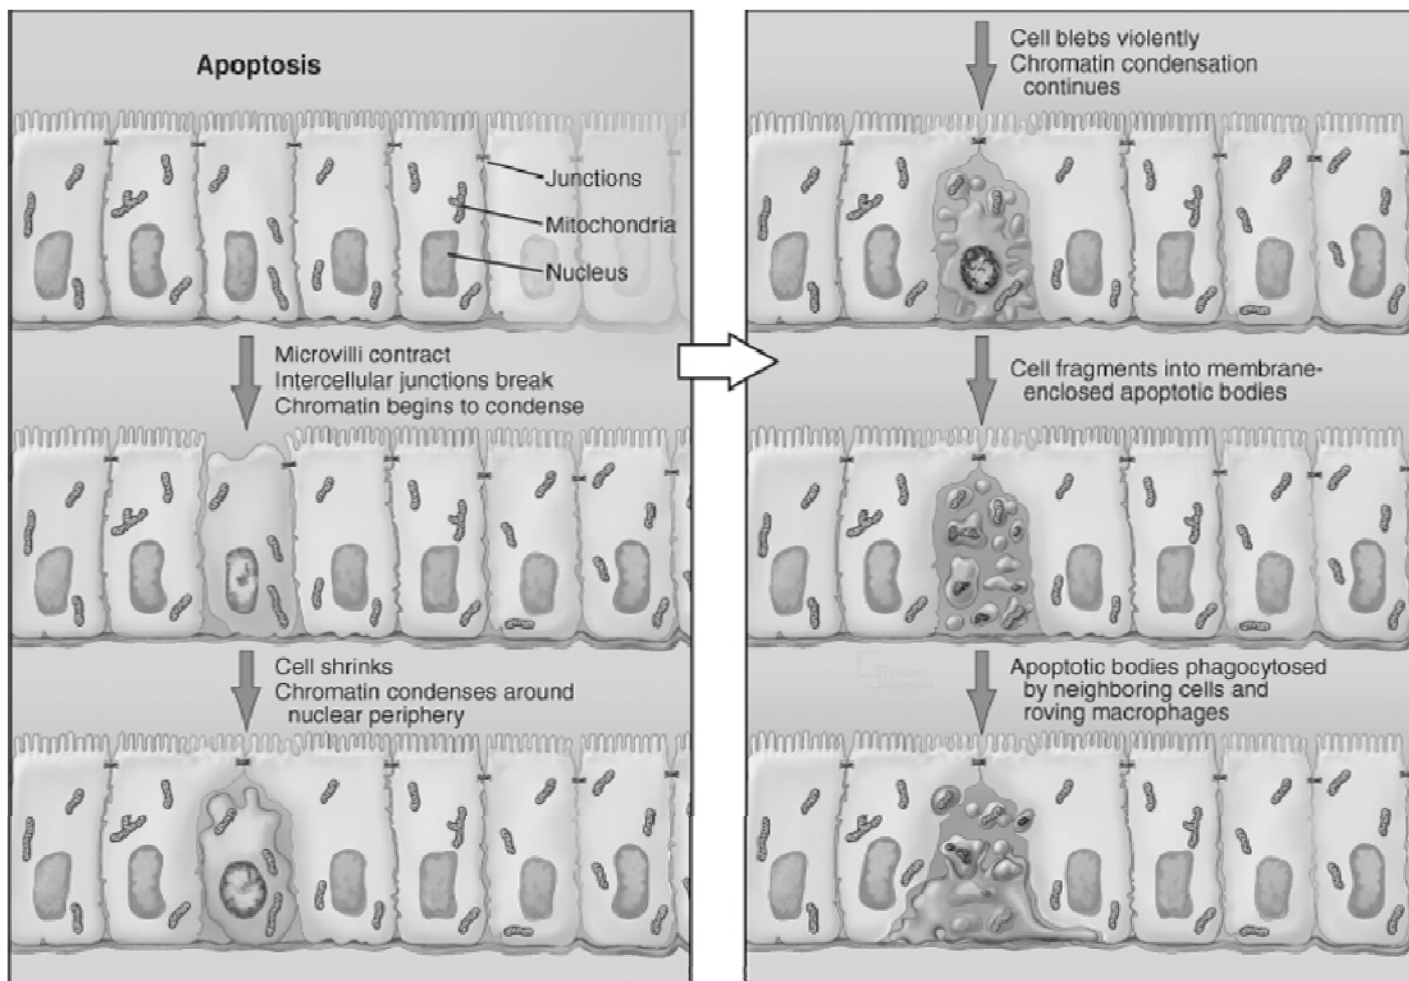 Apoptosis
Junctions
Mitochondria
Nucleus
Microvilli contract
Intercellular junctions break
Chromatin begins to condense
Cell shrinks
Chromatin condenses around
nuclear periphery
Cell blebs violently
Chromatin condensation
continues
Cell fragments into membrane-
enclosed apoptotic bodies
Apoptotic bodies phagocytosed
by neighboring cells and
roving macrophages